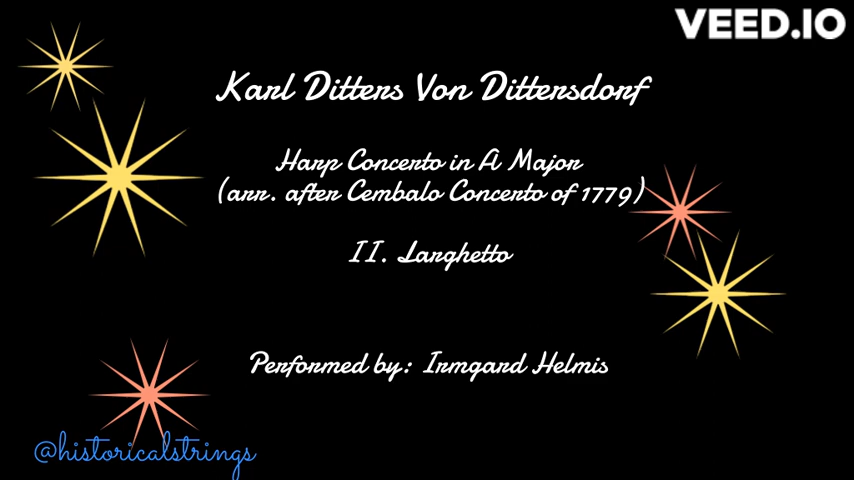 VEED.IO
Karl Ditters Von Dittersdorf
Harp Concerto in A Major
(arr. after Cembalo Concerto of 1779)
II. Larghetto
Performed by: Irmgard Helmis
@historicalstrings